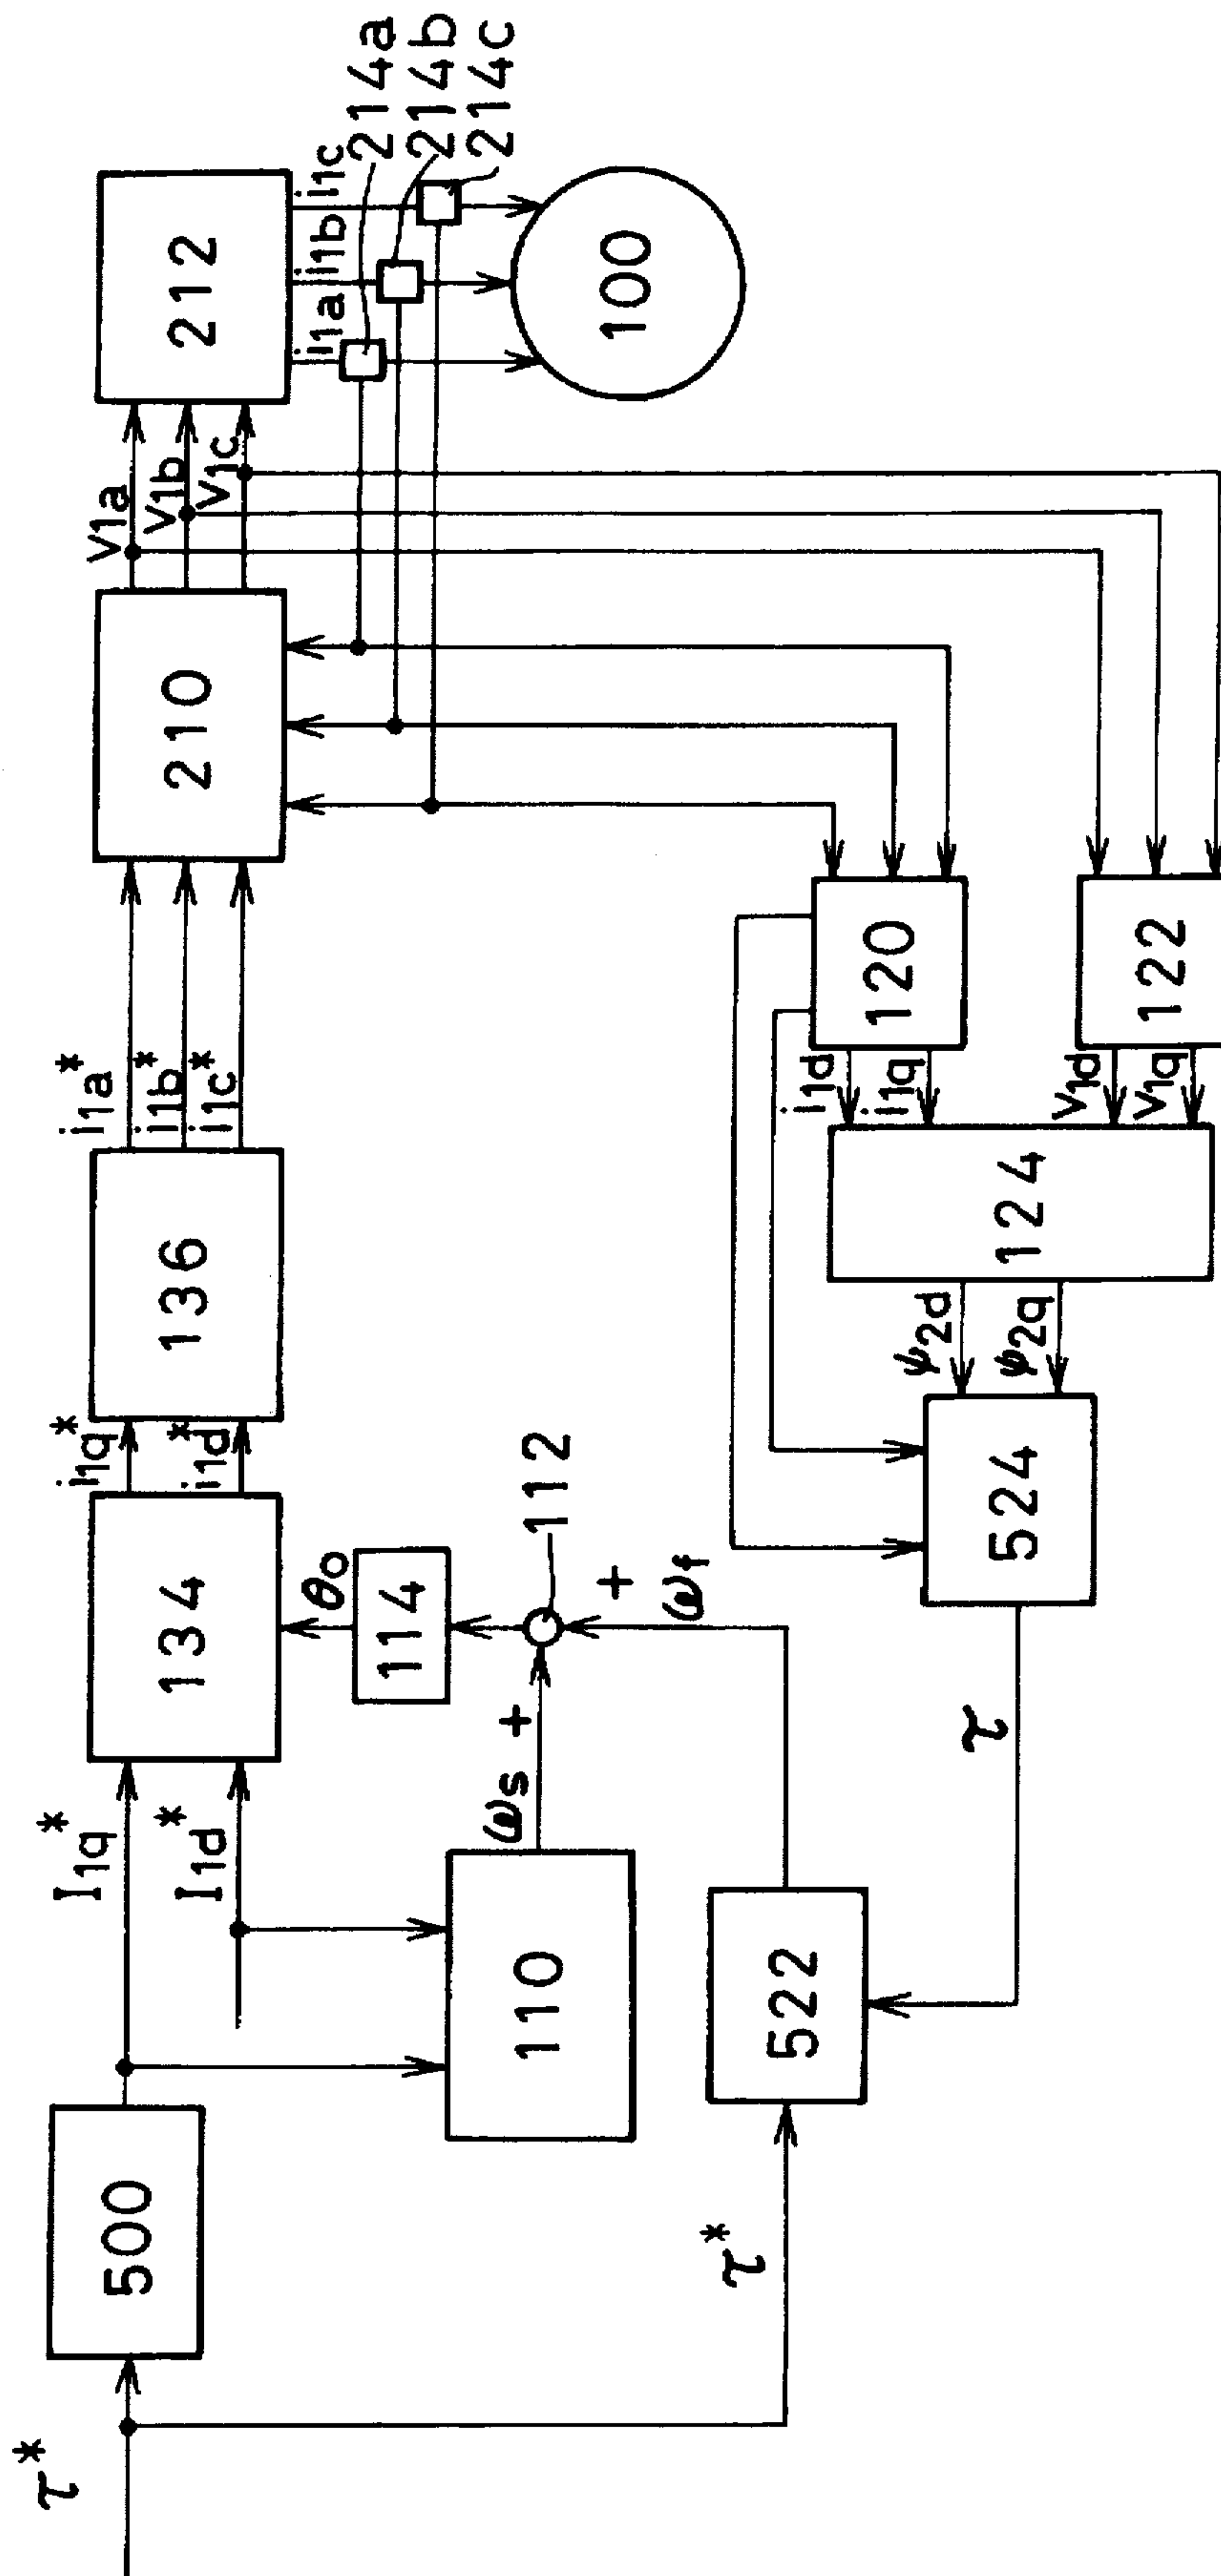 τ*
500
I1q*
I1d*
134
i1q*
i1d*
136
i1a*
i1b*
i1c*
210
v1a
v1b
v1c
212
i1a
i1b
i1c
214a
214b
214c
100
110
ωs
+
112
114
θ0
+
ωf
τ*
522
τ
524
ψ2d
ψ2q
124
i1d
i1q
120
v1d
v1q
122